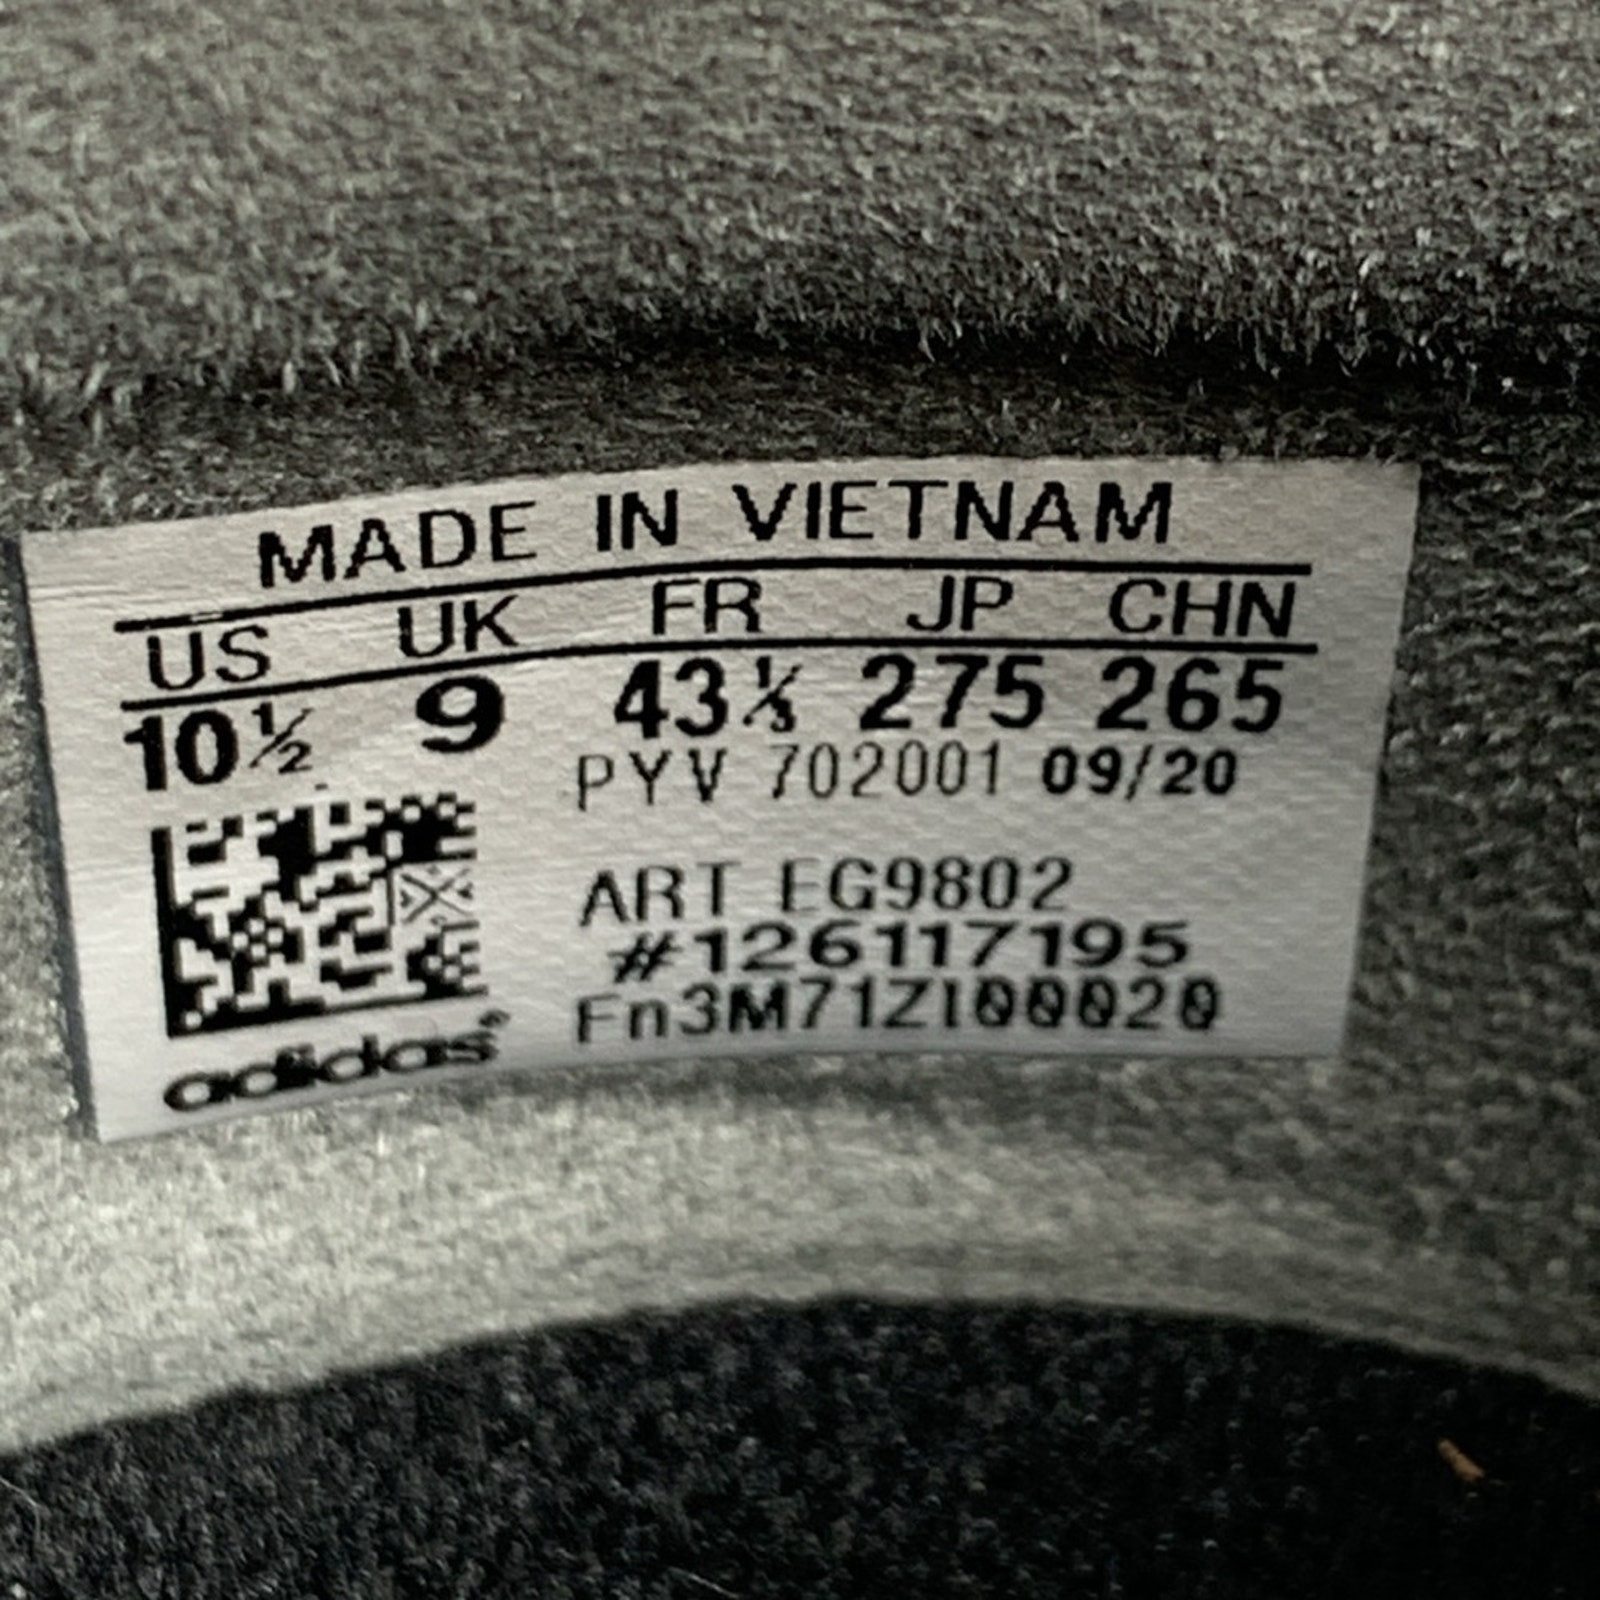 MADE IN VIETNAM
US UK FR JP CHN
10½ 9 43⅓ 275 265
PYV 702001 09/20
ART EG9802
#126117195
Fn3M71ZI00020
adidas